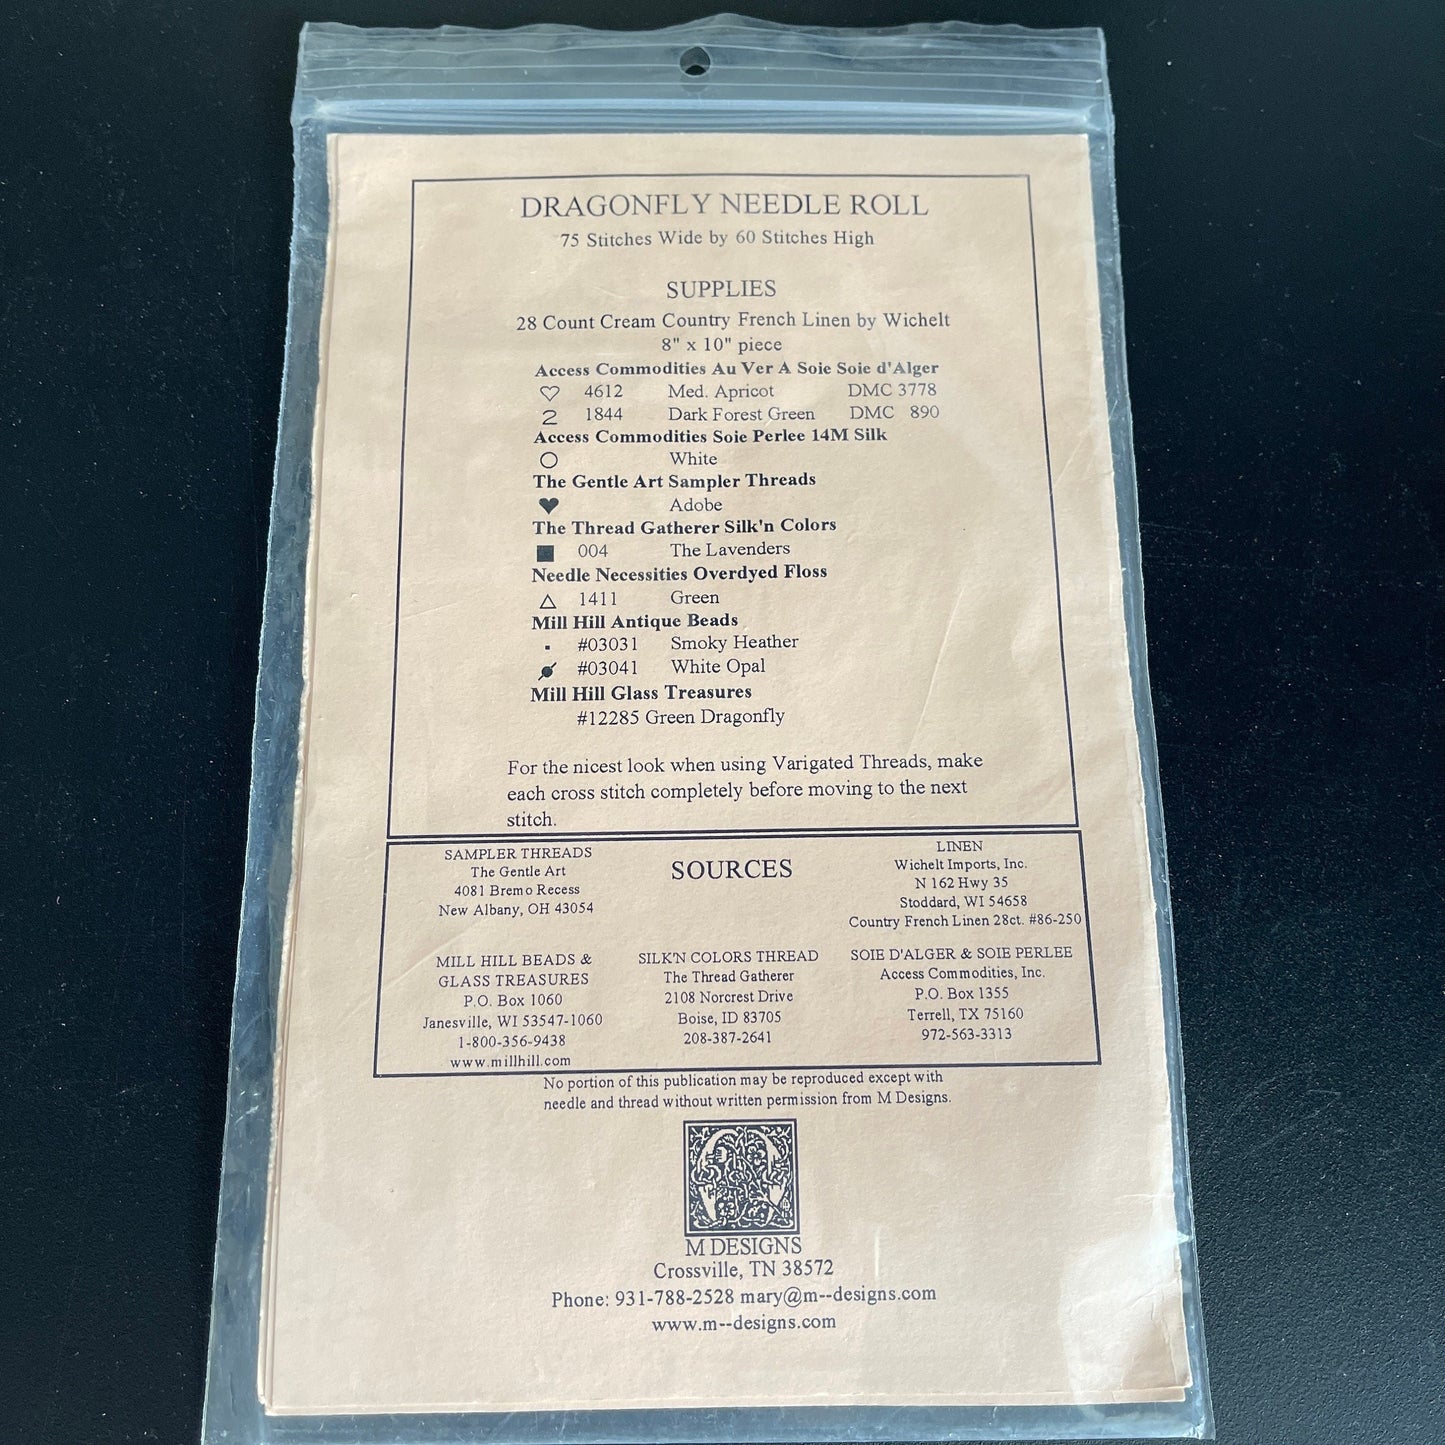 DRAGONFLY NEEDLE ROLL
75 Stitches Wide by 60 Stitches High
SUPPLIES
28 Count Cream Country French Linen by Wichelt
8" x 10" piece
Access Commodities Au Ver A Soie Soie d'Alger
4612 Med. Apricot DMC 3778
1844 Dark Forest Green DMC 890
Access Commodities Soie Perlee 14M Silk
White
The Gentle Art Sampler Threads
Adobe
The Thread Gatherer Silk'n Colors
004 The Lavenders
Needle Necessities Overdyed Floss
1411 Green
Mill Hill Antique Beads
#03031 Smoky Heather
#03041 White Opal
Mill Hill Glass Treasures
#12285 Green Dragonfly
For the nicest look when using Varigated Threads, make
each cross stitch completely before moving to the next
stitch.
SOURCES
SAMPLER THREADS
The Gentle Art
4081 Bremo Recess
New Albany, OH 43054
LINEN
Wichelt Imports, Inc.
N 162 Hwy 35
Stoddard, WI 54658
Country French Linen 28ct. #86-250
MILL HILL BEADS &
GLASS TREASURES
P.O. Box 1060
Janesville, WI 53547-1060
1-800-356-9438
www.millhill.com
SILK'N COLORS THREAD
The Thread Gatherer
2108 Norcrest Drive
Boise, ID 83705
208-387-2641
SOIE D'ALGER & SOIE PERLEE
Access Commodities, Inc.
P.O. Box 1355
Terrell, TX 75160
972-563-3313
No portion of this publication may be reproduced except with
needle and thread without written permission from M Designs.
M DESIGNS
Crossville, TN 38572
Phone: 931-788-2528 mary@m--designs.com
www.m--designs.com